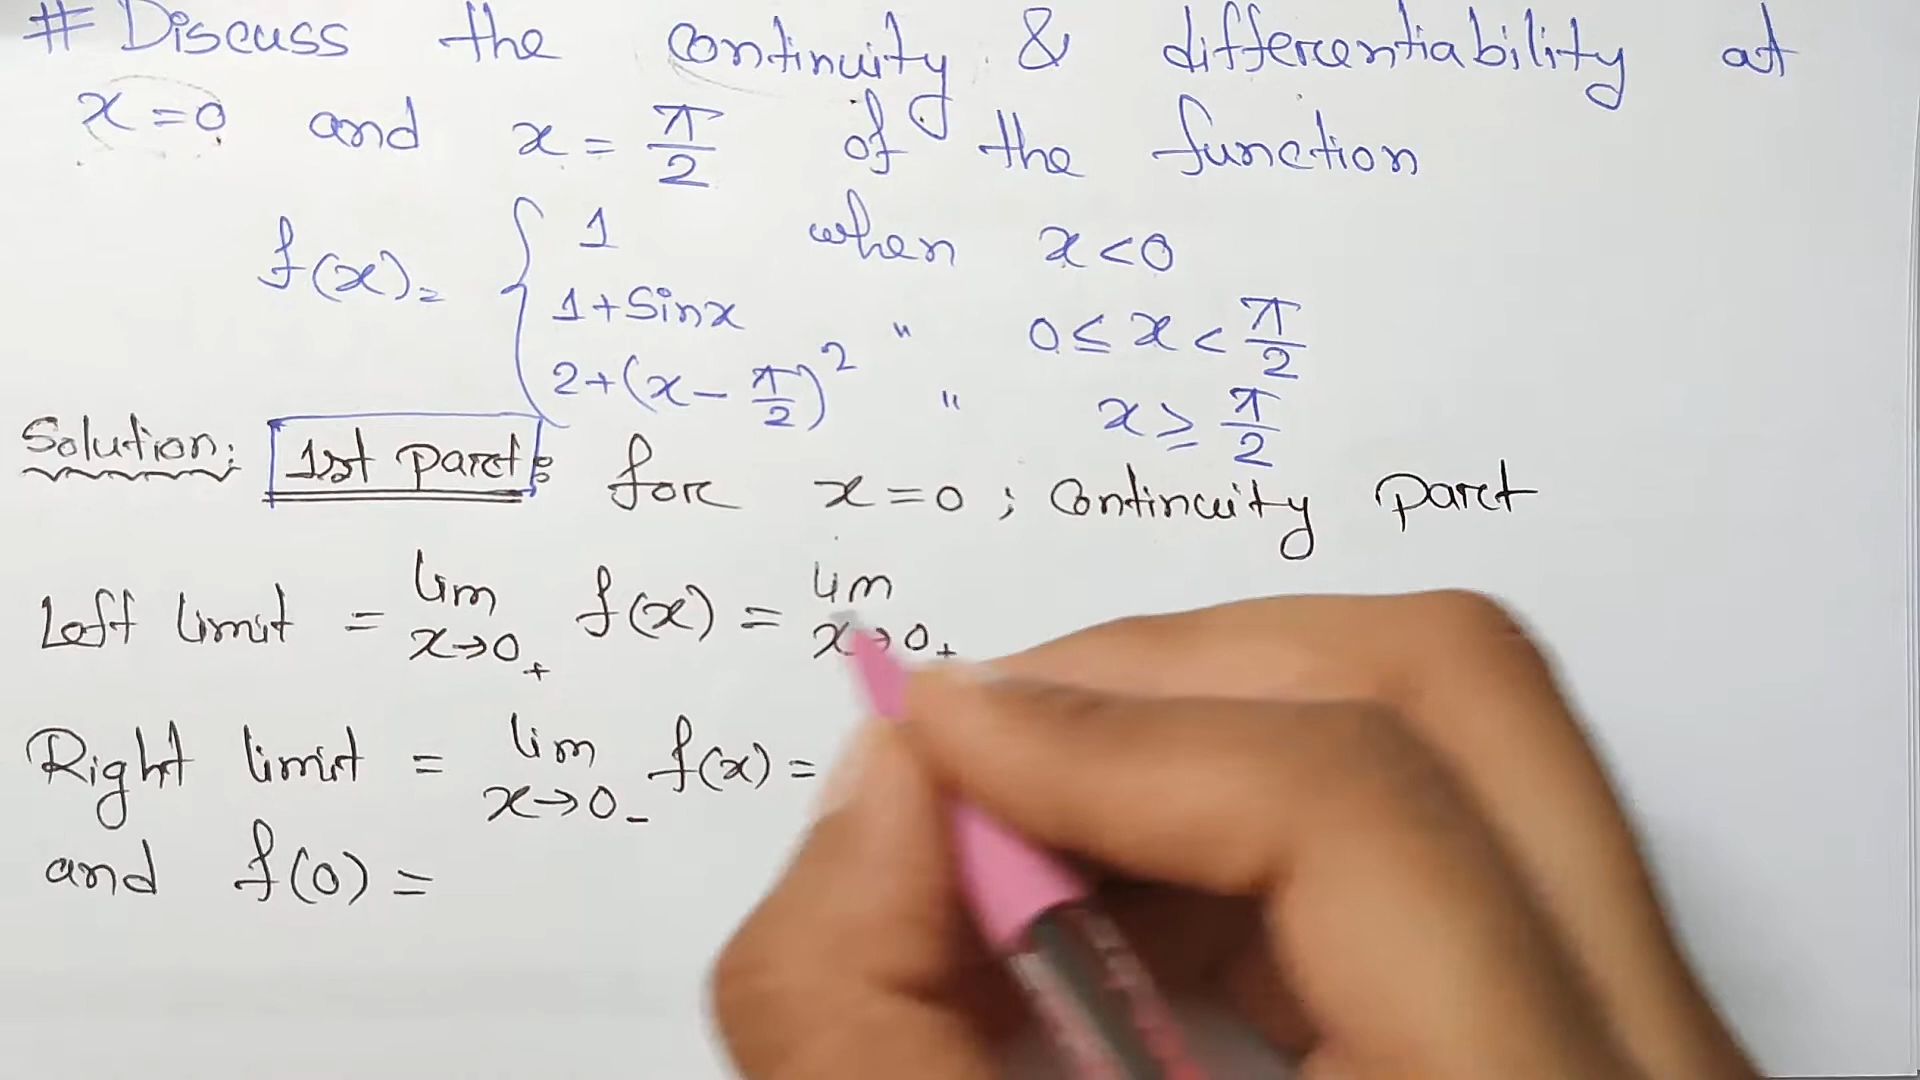 # Discuss the continuity & differentiability at
x = 0 and x = π/2 of the function
f(x) = { 1 when x < 0
1 + Sinx " 0 ≤ x < π/2
2 + (x − π/2)² " x ≥ π/2
Solution: 1st part: for x = 0 ; Continuity part
Left limit = lim x→0+ f(x) = lim x→0+
Right limit = lim x→0− f(x) =
and f(0) =